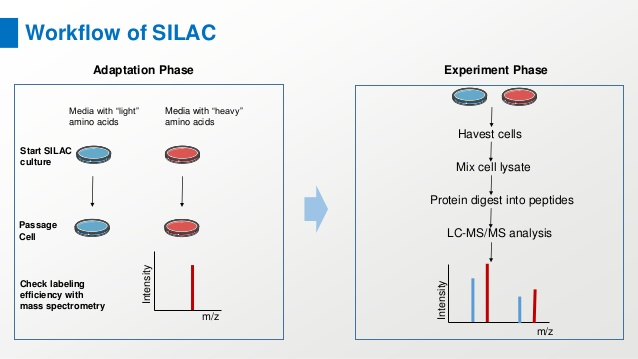 Workflow of SILAC
Adaptation Phase
Media with “light”
amino acids
Media with “heavy”
amino acids
Start SILAC
culture
Passage
Cell
Check labeling
efficiency with
mass spectrometry
Intensity
m/z
Experiment Phase
Havest cells
Mix cell lysate
Protein digest into peptides
LC-MS/MS analysis
Intensity
m/z